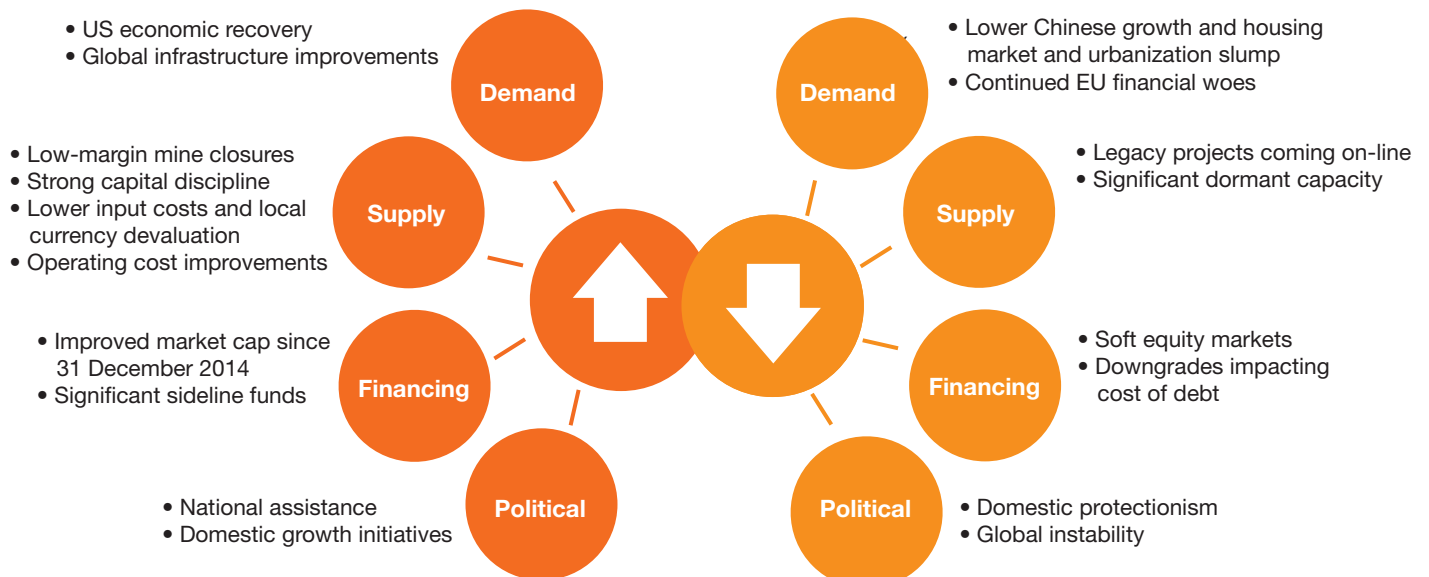 • US economic recovery
• Global infrastructure improvements
Demand
• Low-margin mine closures
• Strong capital discipline
• Lower input costs and local
currency devaluation
• Operating cost improvements
Supply
• Improved market cap since
31 December 2014
• Significant sideline funds
Financing
• National assistance
• Domestic growth initiatives
Political
Demand
• Lower Chinese growth and housing
market and urbanization slump
• Continued EU financial woes
Supply
• Legacy projects coming on-line
• Significant dormant capacity
Financing
• Soft equity markets
• Downgrades impacting
cost of debt
Political
• Domestic protectionism
• Global instability